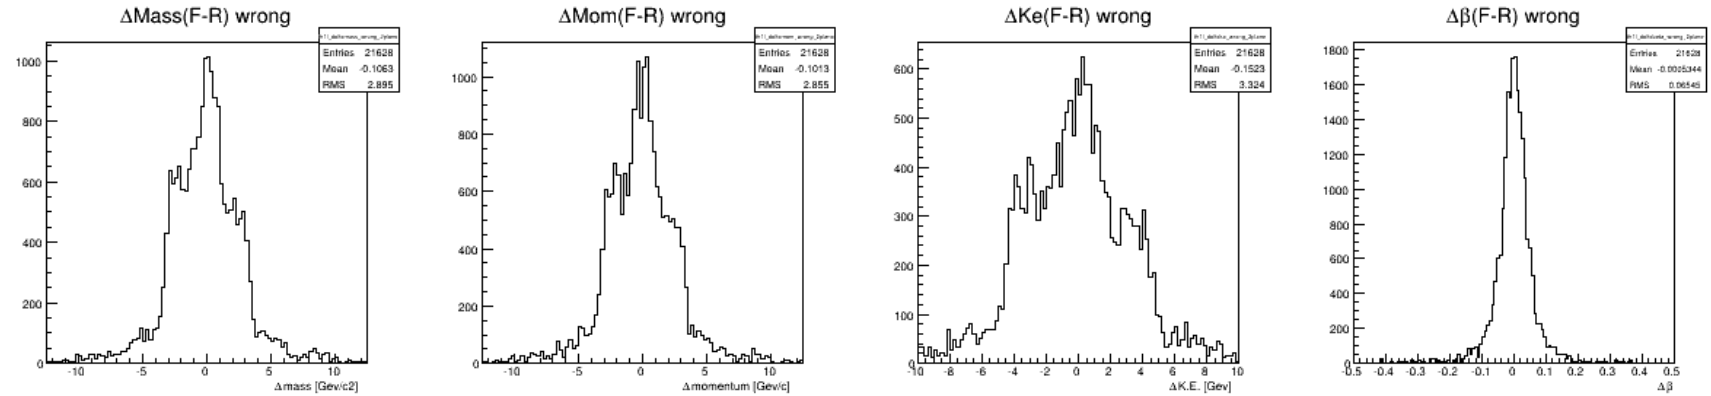 ΔMass(F-R) wrong
Entries 21628
Mean -0.1063
RMS 2.895
1000
800
600
400
200
0
-10 -5 0 5 10
Δmass [Gev/c2]
ΔMom(F-R) wrong
Entries 21628
Mean -0.1013
RMS 2.855
1000
800
600
400
200
0
-10 -5 0 5 10
Δmomentum [Gev/c]
ΔKe(F-R) wrong
Entries 21628
Mean -0.1523
RMS 3.324
600
500
400
300
200
100
0
-10 -8 -6 -4 -2 0 2 4 6 8 10
ΔK.E. [Gev]
Δβ(F-R) wrong
Entries 21628
Mean -0.0005344
RMS 0.06545
1800
1600
1400
1200
1000
800
600
400
200
0
-0.5 -0.4 -0.3 -0.2 -0.1 0 0.1 0.2 0.3 0.4 0.5
Δβ